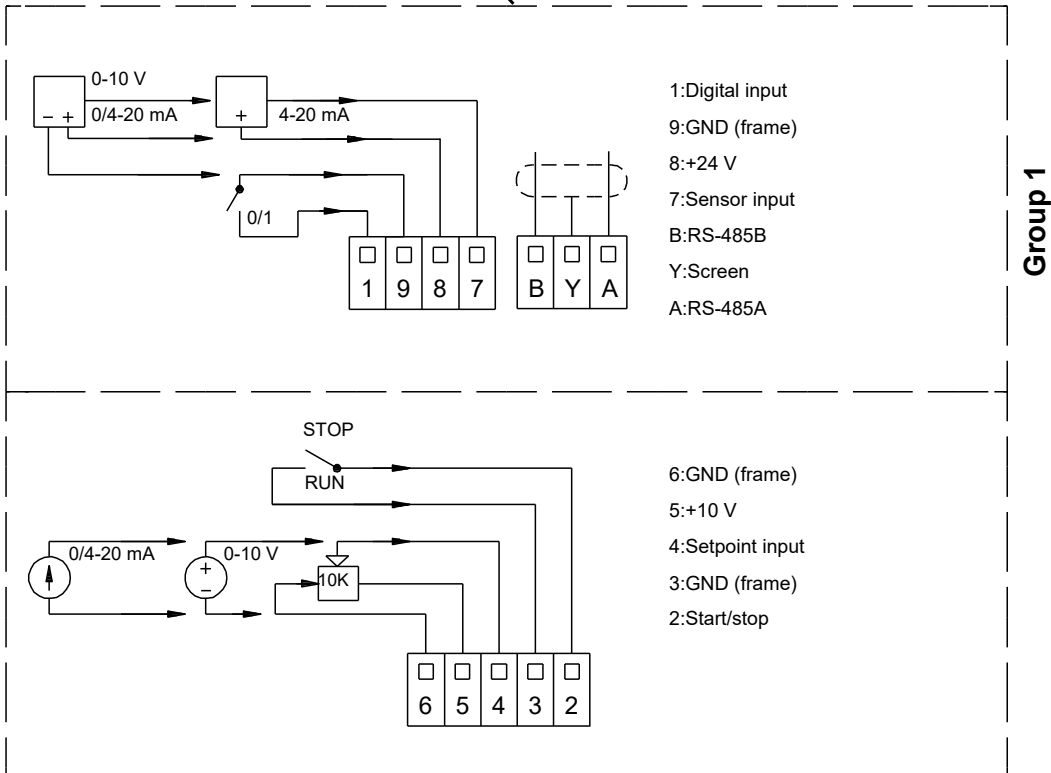 0-10 V
0/4-20 mA
- +
+
4-20 mA
0/1
1 9 8 7
B Y A
1:Digital input
9:GND (frame)
8:+24 V
7:Sensor input
B:RS-485B
Y:Screen
A:RS-485A
Group 1
STOP
RUN
0/4-20 mA
0-10 V
+
-
10K
6 5 4 3 2
6:GND (frame)
5:+10 V
4:Setpoint input
3:GND (frame)
2:Start/stop